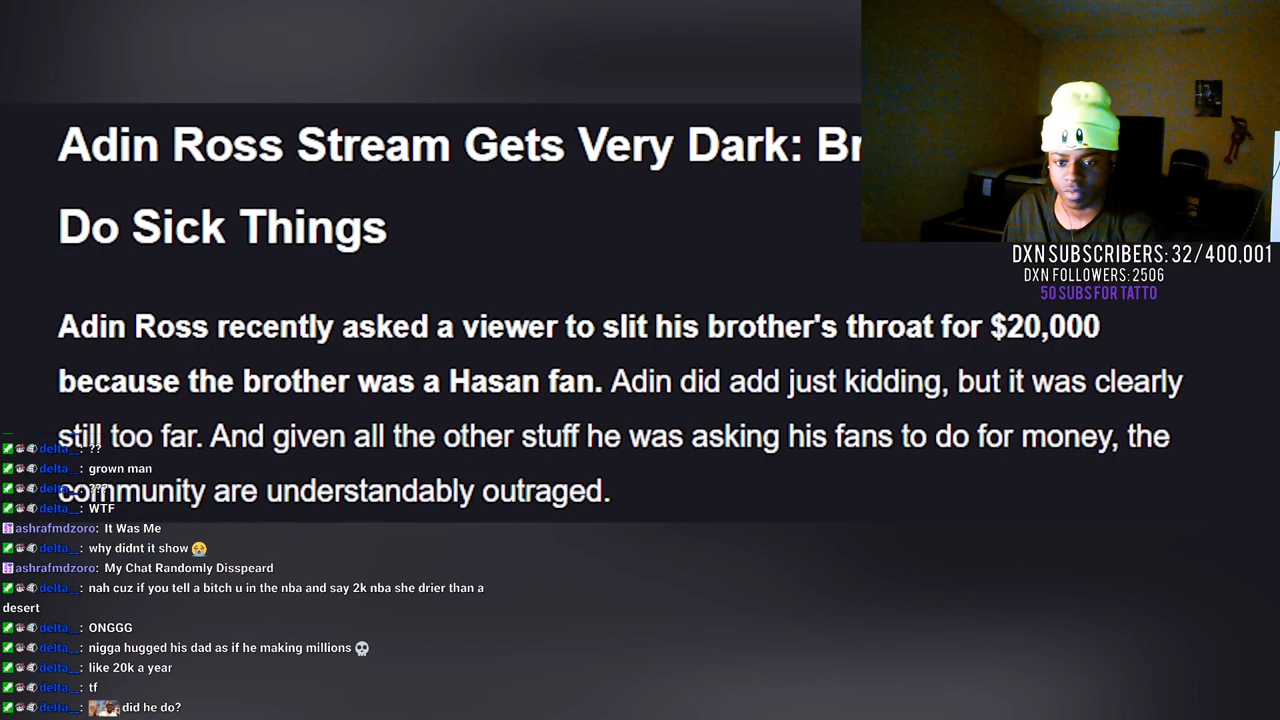 Adin Ross Stream Gets Very Dark: Br
Do Sick Things
Adin Ross recently asked a viewer to slit his brother's throat for $20,000
because the brother was a Hasan fan. Adin did add just kidding, but it was clearly
still too far. And given all the other stuff he was asking his fans to do for money, the
community are understandably outraged.
DXN SUBSCRIBERS: 32/400,001
DXN FOLLOWERS: 2506
50 SUBS FOR TATTO
delta__: ??
delta__: grown man
delta__: ???
delta__: WTF
ashrafmdzoro: It Was Me
delta__: why didnt it show 😭
ashrafmdzoro: My Chat Randomly Disspeard
delta__: nah cuz if you tell a bitch u in the nba and say 2k nba she drier than a
desert
delta__: ONGGG
delta__: nigga hugged his dad as if he making millions 💀
delta__: like 20k a year
delta__: tf
delta__: did he do?